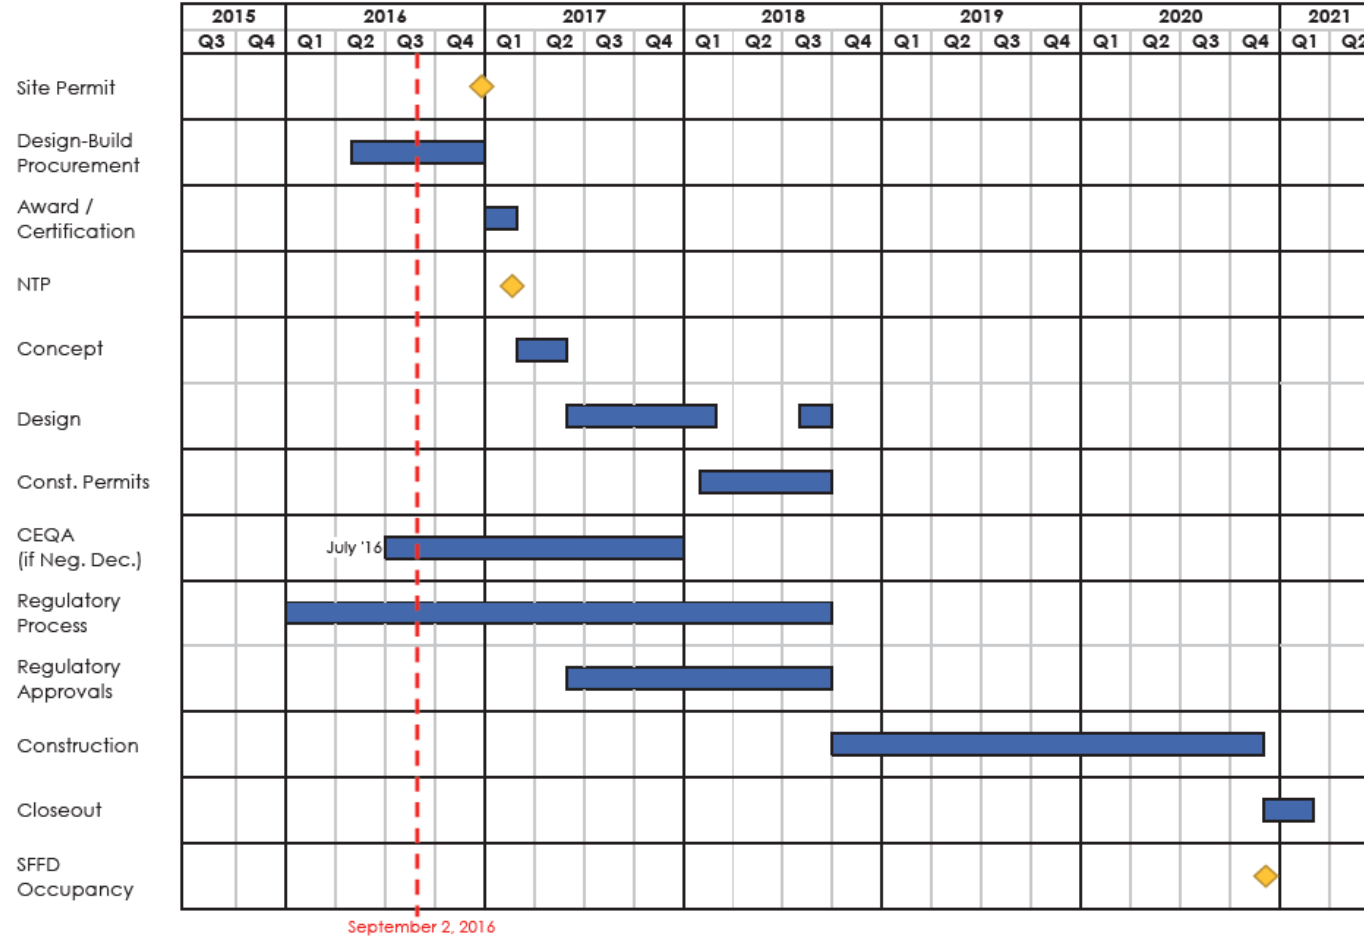 2015 2016 2017 2018 2019 2020 2021
Q3 Q4 Q1 Q2 Q3 Q4 Q1 Q2 Q3 Q4 Q1 Q2 Q3 Q4 Q1 Q2 Q3 Q4 Q1 Q2 Q3 Q4 Q1 Q2
Site Permit
Design-Build
Procurement
Award /
Certification
NTP
Concept
Design
Const. Permits
CEQA
(if Neg. Dec.)
July '16
Regulatory
Process
Regulatory
Approvals
Construction
Closeout
SFFD
Occupancy
September 2, 2016